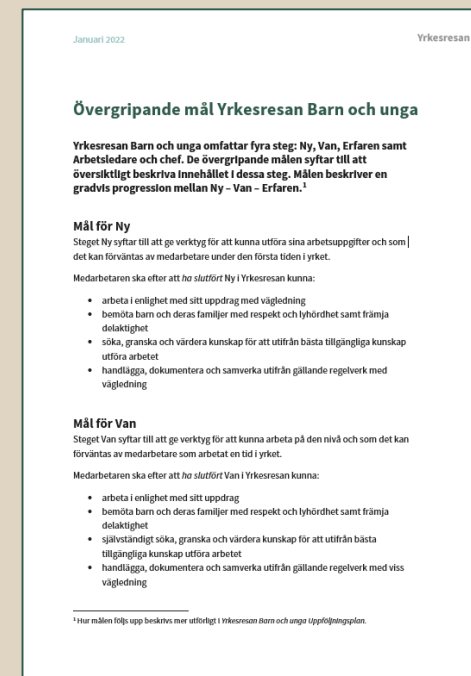 Januari 2022
Yrkesresan
Övergripande mål Yrkesresan Barn och unga
Yrkesresan Barn och unga omfattar fyra steg: Ny, Van, Erfaren samt
Arbetsledare och chef. De övergripande målen syftar till att
översiktligt beskriva innehållet i dessa steg. Målen beskriver en
gradvis progression mellan Ny – Van – Erfaren.¹
Mål för Ny
Steget Ny syftar till att ge verktyg för att kunna utföra sina arbetsuppgifter och som
det kan förväntas av medarbetare under den första tiden i yrket.
Medarbetaren ska efter att ha slutfört Ny i Yrkesresan kunna:
• arbeta i enlighet med sitt uppdrag med vägledning
• bemöta barn och deras familjer med respekt och lyhördhet samt främja
delaktighet
• söka, granska och värdera kunskap för att utifrån bästa tillgängliga kunskap
utföra arbetet
• handlägga, dokumentera och samverka utifrån gällande regelverk med
vägledning
Mål för Van
Steget Van syftar till att ge verktyg för att kunna arbeta på den nivå och som det kan
förväntas av medarbetare som arbetat en tid i yrket.
Medarbetaren ska efter att ha slutfört Van i Yrkesresan kunna:
• arbeta i enlighet med sitt uppdrag
• bemöta barn och deras familjer med respekt och lyhördhet samt främja
delaktighet
• självständigt söka, granska och värdera kunskap för att utifrån bästa
tillgängliga kunskap utföra arbetet
• handlägga, dokumentera och samverka utifrån gällande regelverk med viss
vägledning
¹ Hur målen följs upp beskrivs mer utförligt i Yrkesresan Barn och unga Uppföljningsplan.